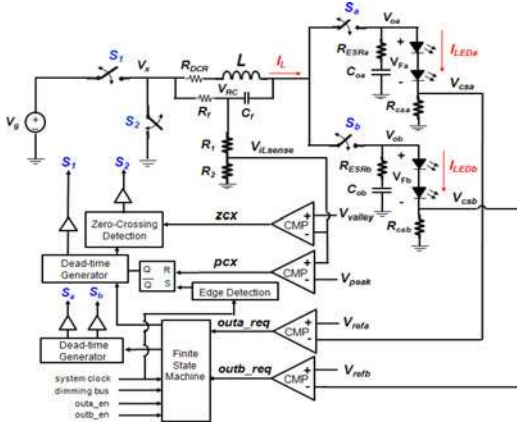 S1
Vx
RDCR
L
IL
Sa
Voa
RESRa
Coa
+
VFa
-
ILEDa
Rcsa
Vcsa
Vg
S2
Rf
VRC
Cf
R1
R2
ViLsense
Sb
Vob
RESRb
Cob
+
VFb
-
ILEDb
Rcsb
Vcsb
S1
S2
Zero-Crossing
Detection
zcx
CMP
+
-
Vvalley
Dead-time
Generator
Q R
Q S
pcx
CMP
+
-
Vpeak
Edge Detection
Sa
Sb
Dead-time
Generator
Finite
State
Machine
outa_req
CMP
+
-
Vrefa
outb_req
CMP
+
-
Vrefb
system clock
dimming bus
outa_en
outb_en